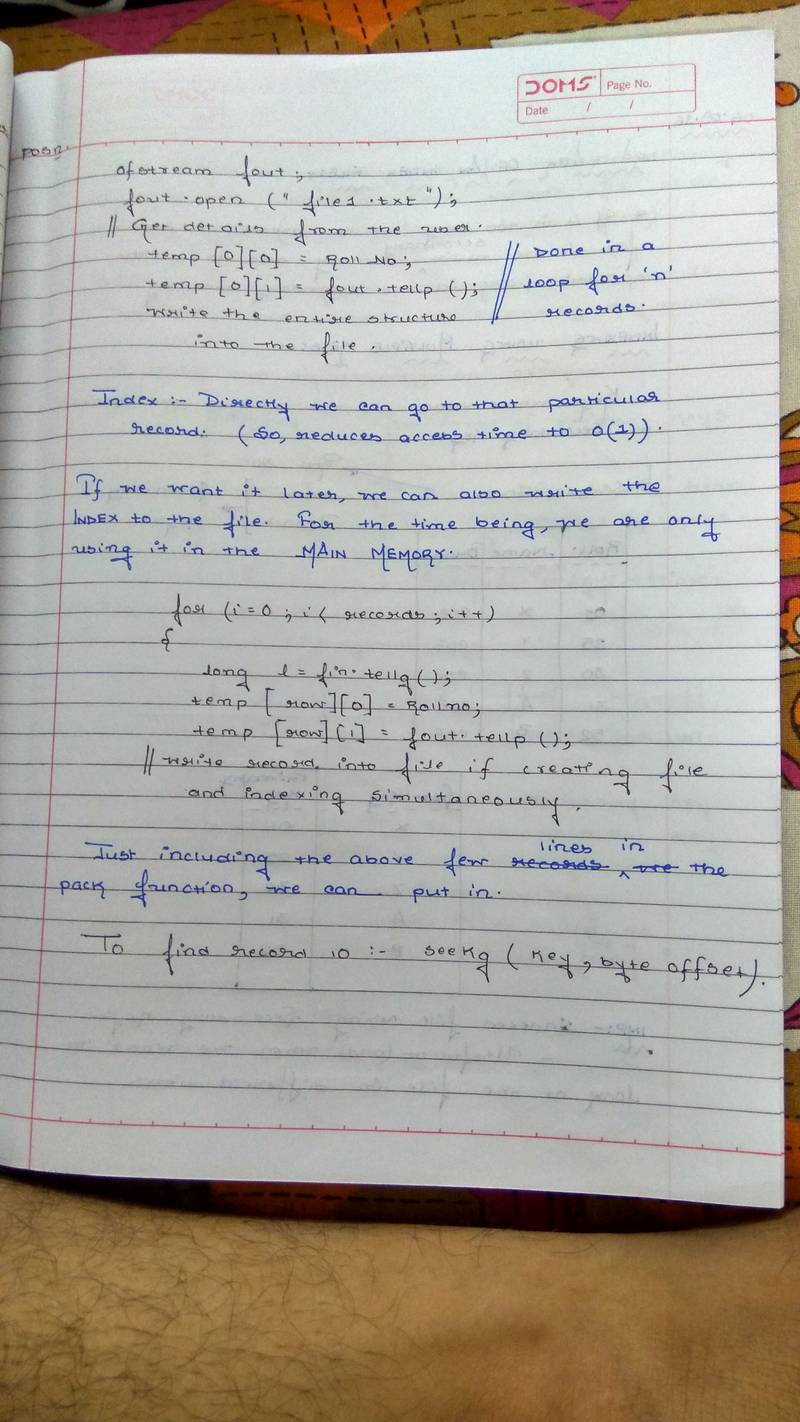 DOMS Page No.
Date / /
ofstream fout;
fout.open ("file1.txt");
// Get details from the user.
temp [0][0] = Roll No; // Done in a
temp [0][1] = fout.tellp (); loop for 'n'
write the entire structure records.
into the file.
Index :- Directly we can go to that particular
record. (So, reduces access time to O(1)).
If we want it later, we can also write the
INDEX to the file. For the time being, we are only
using it in the MAIN MEMORY.
for (i=0 ; i< records ; i++)
{
long l = fin.tellg();
temp [row][0] = Rollno;
temp [row][1] = fout.tellp ();
// write record into file if creating file
and indexing simultaneously.
Just including the above few records lines in we the
pack function, we can put in.
To find record 10 :- seekg (key, byte offset).